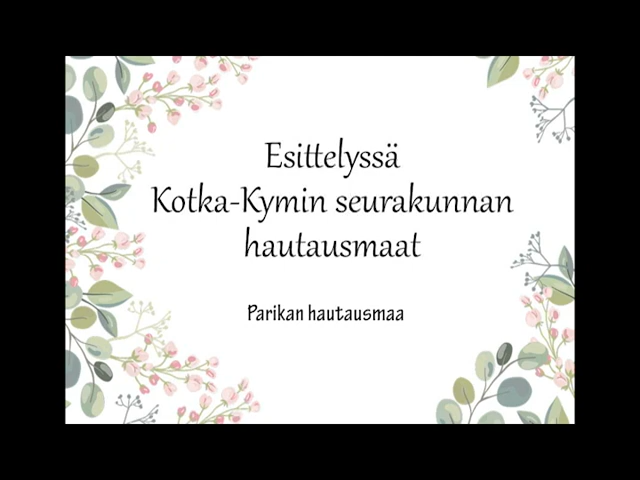 Esittelyssä
Kotka-Kymin seurakunnan
hautausmaat
Parikan hautausmaa